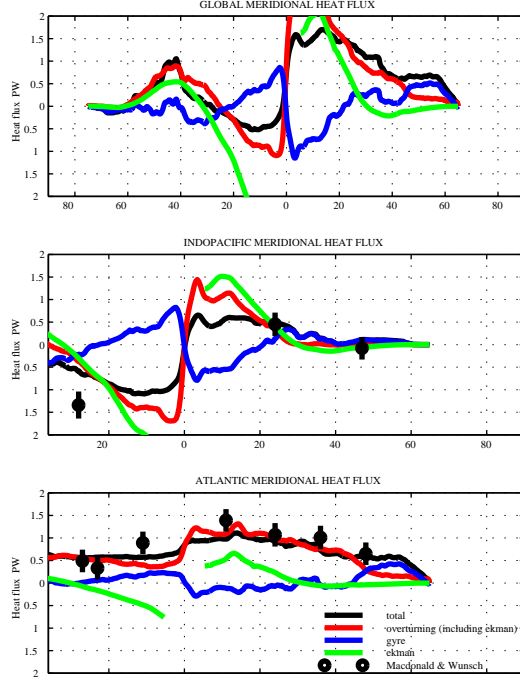 GLOBAL MERIDIONAL HEAT FLUX
2
1.5
1
0.5
0
0.5
1
1.5
2
Heat flux PW
80 60 40 20 0 20 40 60 80
INDOPACIFIC MERIDIONAL HEAT FLUX
2
1.5
1
0.5
0
0.5
1
1.5
2
Heat flux PW
20 0 20 40 60 80
ATLANTIC MERIDIONAL HEAT FLUX
2
1.5
1
0.5
0
0.5
1
1.5
2
Heat flux PW
total
overturning (including ekman)
gyre
ekman
Macdonald & Wunsch